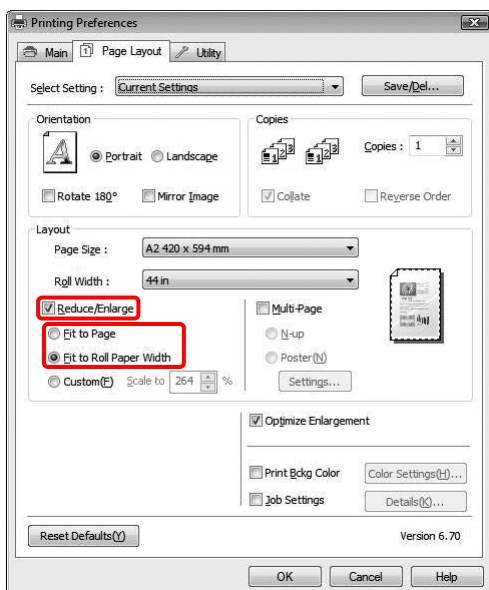 Printing Preferences
Main Page Layout Utility
Select Setting : Current Settings Save/Del...
Orientation Copies
Portrait Landscape Copies : 1
Rotate 180° Mirror Image Collate Reverse Order
Layout
Page Size : A2 420 x 594 mm
Roll Width : 44 in
Reduce/Enlarge Multi-Page
Fit to Page N-up
Fit to Roll Paper Width Poster(N)
Custom(F) Scale to 264 % Settings...
Optimize Enlargement
Print Bckg Color Color Settings(H)...
Job Settings Details(K)...
Reset Defaults(Y) Version 6.70
OK Cancel Help